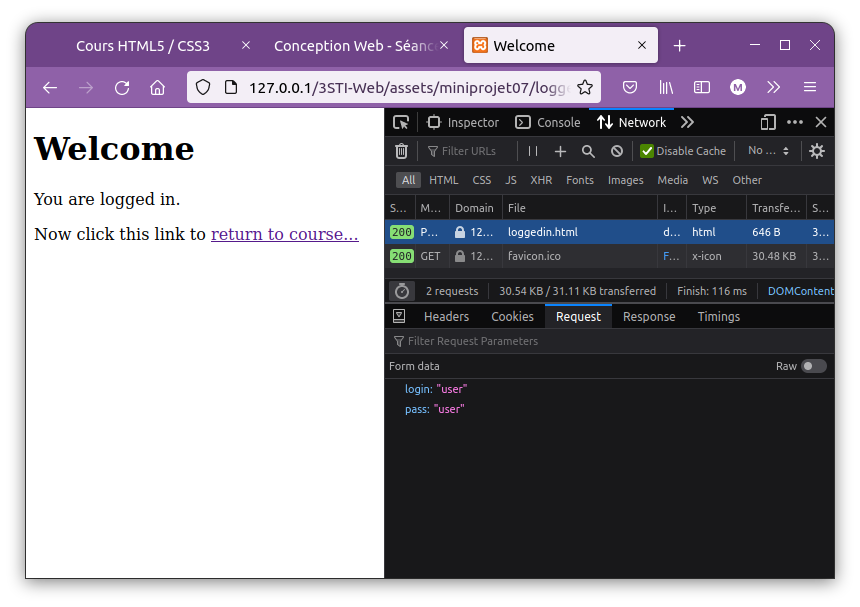 Cours HTML5 / CSS3
Conception Web - Séanc
Welcome
127.0.0.1/3STI-Web/assets/miniprojet07/logg
M
Welcome
You are logged in.
Now click this link to return to course...
Inspector
Console
Network
Filter URLs
Disable Cache
No ...
All HTML CSS JS XHR Fonts Images Media WS Other
S... M... Domain File I... Type Transfe... S...
200 P... 12... loggedin.html d... html 646 B 3...
200 GET 12... favicon.ico F... x-icon 30.48 KB 3...
2 requests 30.54 KB / 31.11 KB transferred Finish: 116 ms DOMContent
Headers Cookies Request Response Timings
Filter Request Parameters
Form data Raw
login: "user"
pass: "user"